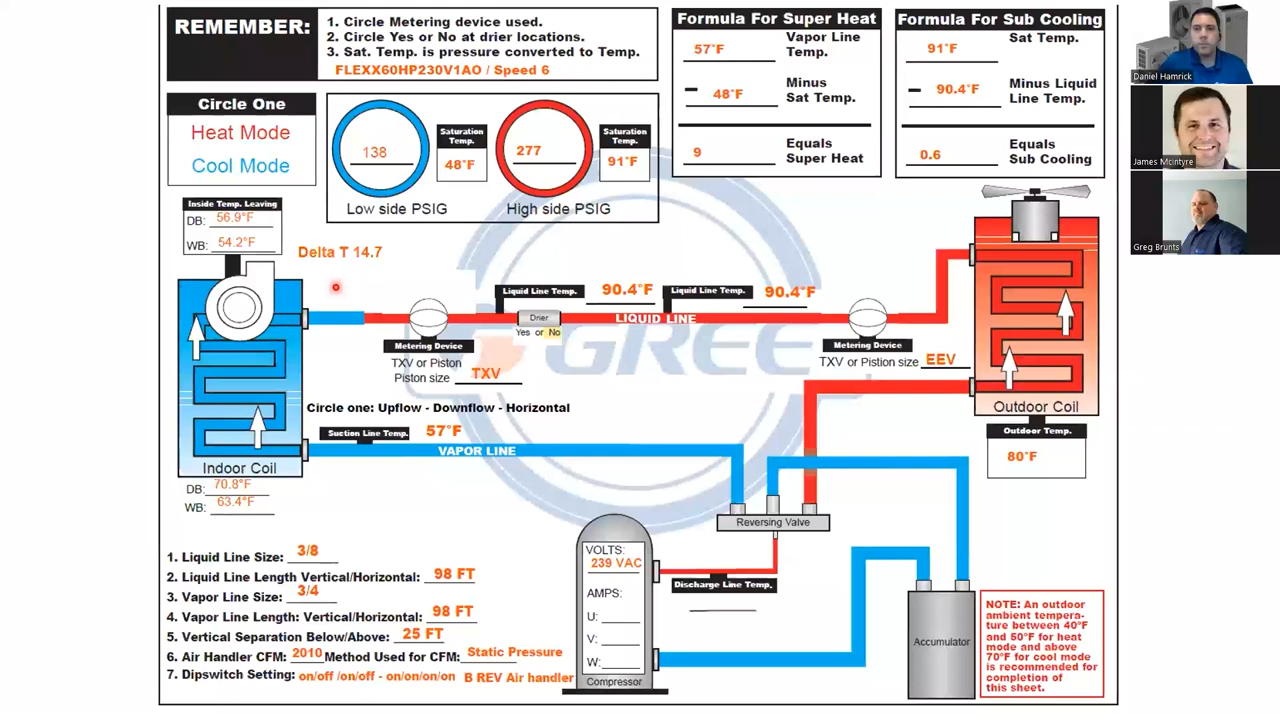 REMEMBER:
1. Circle Metering device used.
2. Circle Yes or No at drier locations.
3. Sat. Temp. is pressure converted to Temp.
FLEXX60HP230V1AO / Speed 6
Formula For Super Heat
57°F
Vapor Line
Temp.
48°F
Minus
Sat Temp.
9
Equals
Super Heat
Formula For Sub Cooling
91°F
Sat Temp.
90.4°F
Minus Liquid
Line Temp.
0.6
Equals
Sub Cooling
Daniel Hamrick
James McIntyre
Greg Brunts
Circle One
Heat Mode
Cool Mode
138
Saturation
Temp.
48°F
Low side PSIG
277
Saturation
Temp.
91°F
High side PSIG
Inside Temp. Leaving
DB: 56.9°F
WB: 54.2°F
Delta T 14.7
Liquid Line Temp.
90.4°F
Liquid Line Temp.
90.4°F
Drier
LIQUID LINE
Yes or No
GREE
Metering Device
TXV or Piston
Piston size TXV
Metering Device
TXV or Pistion size EEV
Circle one: Upflow - Downflow - Horizontal
Outdoor Coil
Suction Line Temp.
57°F
VAPOR LINE
Outdoor Temp.
80°F
Indoor Coil
DB: 70.8°F
WB: 63.4°F
Reversing Valve
1. Liquid Line Size: 3/8
2. Liquid Line Length Vertical/Horizontal: 98 FT
3. Vapor Line Size: 3/4
4. Vapor Line Length: Vertical/Horizontal: 98 FT
5. Vertical Separation Below/Above: 25 FT
6. Air Handler CFM: 2010 Method Used for CFM: Static Pressure
7. Dipswitch Setting: on/off /on/off - on/on/on/on B REV Air handler
VOLTS:
239 VAC
AMPS:
U:
V:
W:
Compressor
Discharge Line Temp.
Accumulator
NOTE: An outdoor
ambient tempera-
ture between 40°F
and 50°F for heat
mode and above
70°F for cool mode
is recommended for
completion of
this sheet.